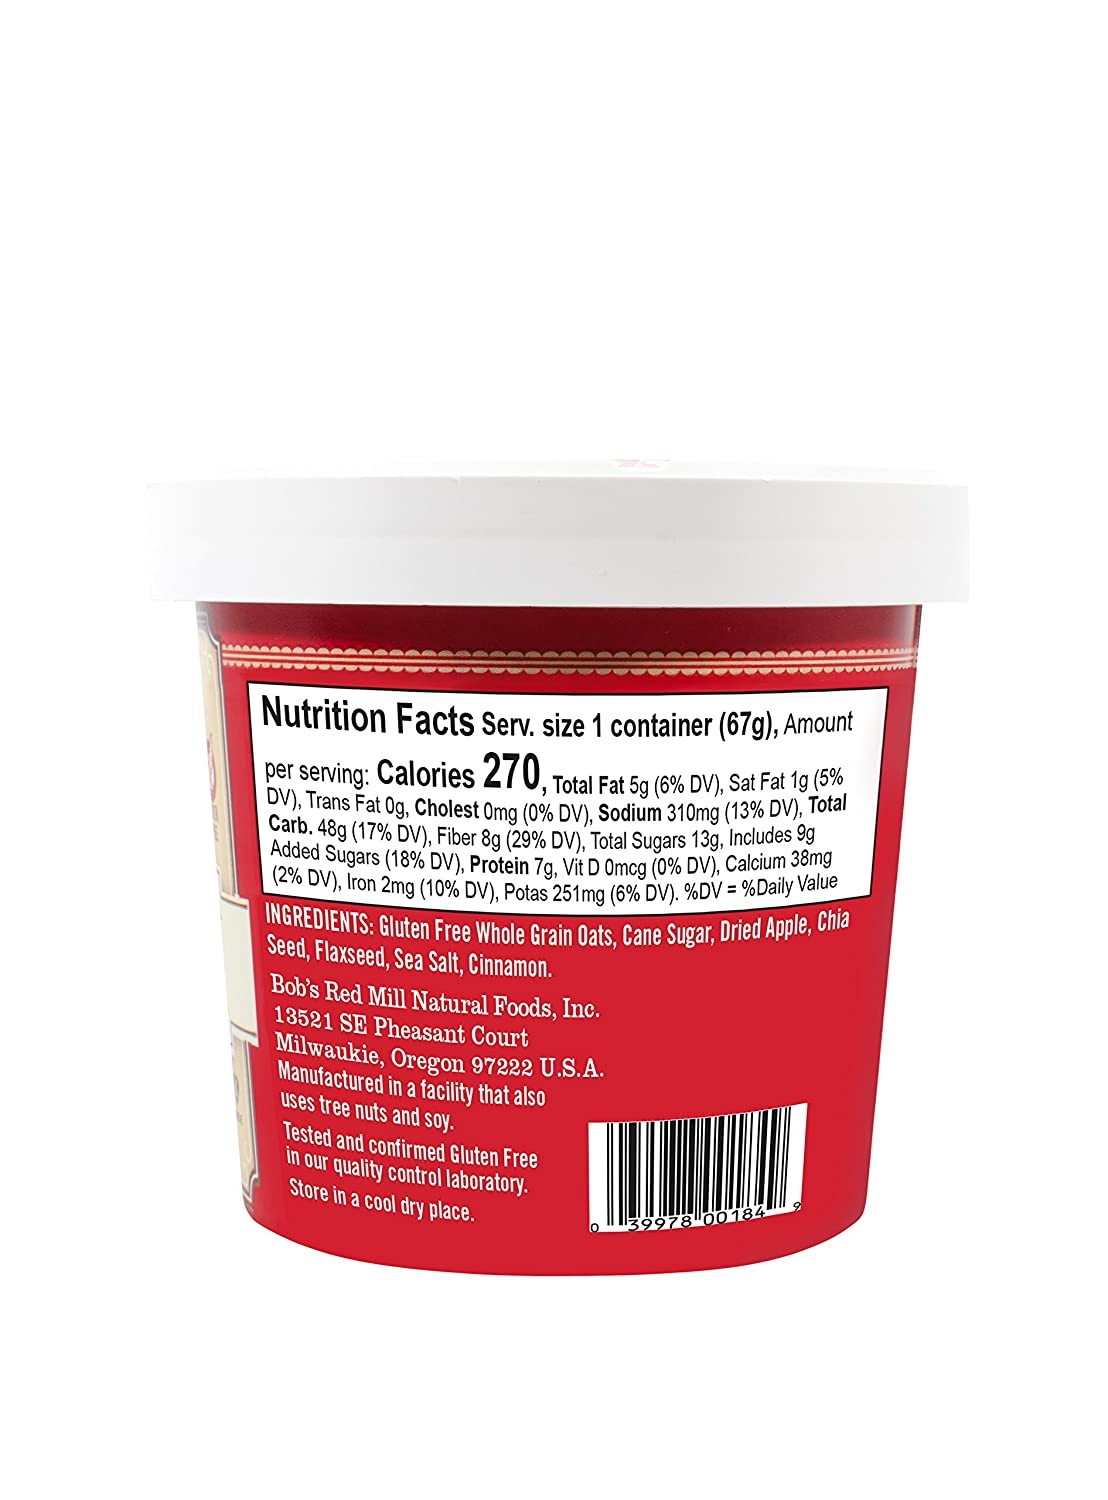 Nutrition Facts Serv. size 1 container (67g), Amount
per serving: Calories 270, Total Fat 5g (6% DV), Sat Fat 1g (5%
DV), Trans Fat 0g, Cholest 0mg (0% DV), Sodium 310mg (13% DV), Total
Carb. 48g (17% DV), Fiber 8g (29% DV), Total Sugars 13g, Includes 9g
Added Sugars (18% DV), Protein 7g, Vit D 0mcg (0% DV), Calcium 38mg
(2% DV), Iron 2mg (10% DV), Potas 251mg (6% DV). %DV = %Daily Value
INGREDIENTS: Gluten Free Whole Grain Oats, Cane Sugar, Dried Apple, Chia
Seed, Flaxseed, Sea Salt, Cinnamon.
Bob's Red Mill Natural Foods, Inc.
13521 SE Pheasant Court
Milwaukie, Oregon 97222 U.S.A.
Manufactured in a facility that also
uses tree nuts and soy.
Tested and confirmed Gluten Free
in our quality control laboratory.
Store in a cool dry place.
0 39978 00184 9